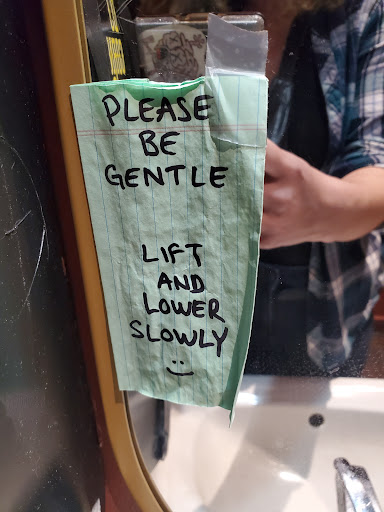 PLEASE
BE
GENTLE
LIFT
AND
LOWER
SLOWLY